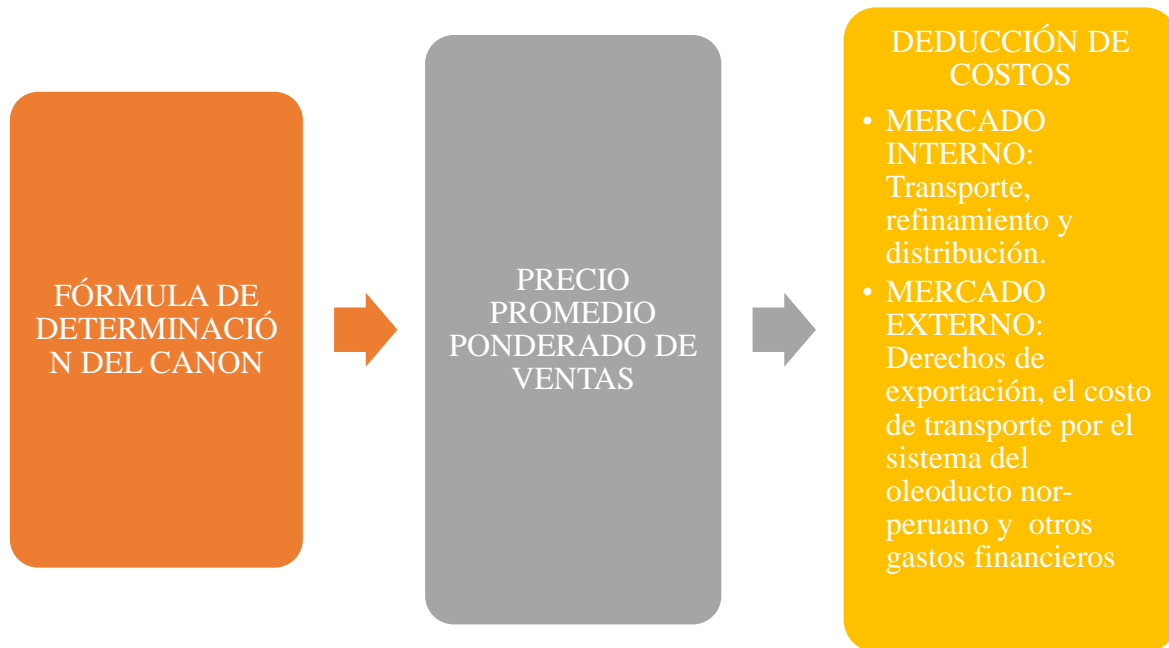 FÓRMULA DE
DETERMINACIÓ
N DEL CANON
PRECIO
PROMEDIO
PONDERADO DE
VENTAS
DEDUCCIÓN DE
COSTOS
• MERCADO
INTERNO:
Transporte,
refinamiento y
distribución.
• MERCADO
EXTERNO:
Derechos de
exportación, el costo
de transporte por el
sistema del
oleoducto nor-
peruano y  otros
gastos financieros